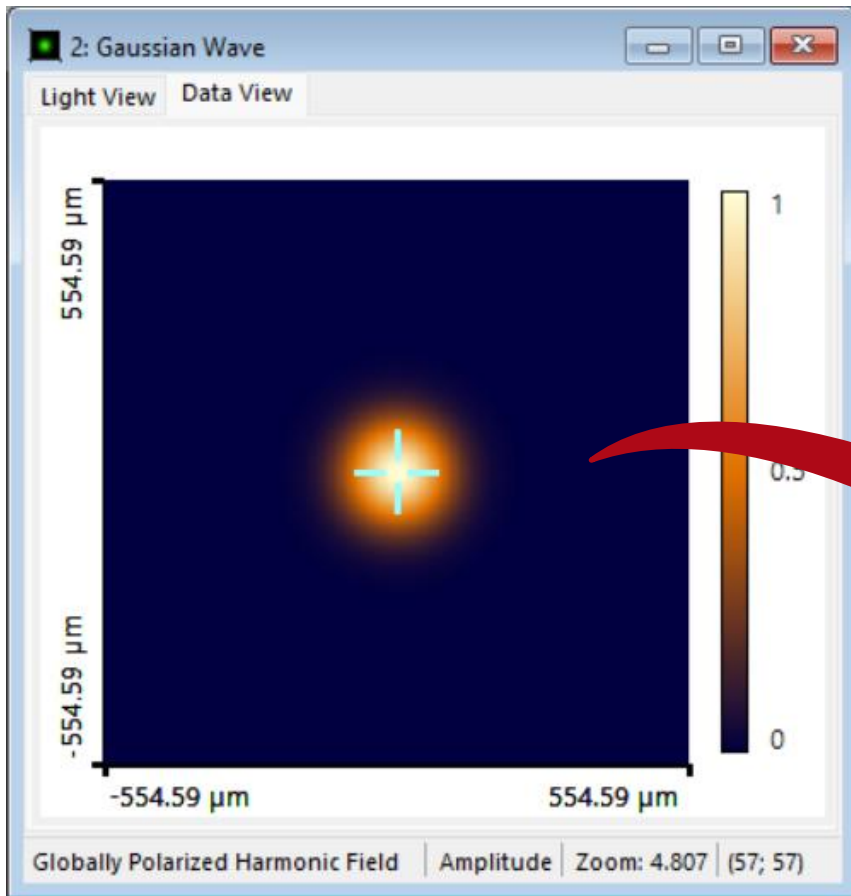 2: Gaussian Wave
Light View Data View
554.59 µm
-554.59 µm
-554.59 µm 554.59 µm
1
0
Globally Polarized Harmonic Field Amplitude Zoom: 4.807 (57; 57)